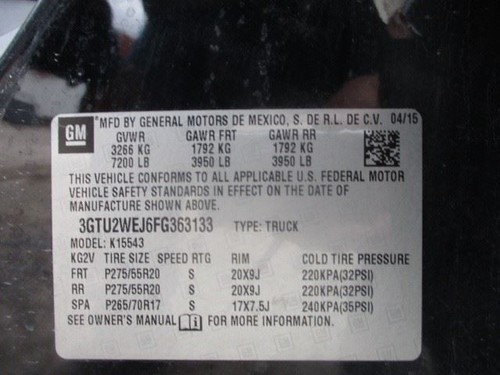 GM *MFD BY GENERAL MOTORS DE MEXICO, S. DE R.L. DE C.V. 04/15
GVWR GAWR FRT GAWR RR
3266 KG 1792 KG 1792 KG
7200 LB 3950 LB 3950 LB
THIS VEHICLE CONFORMS TO ALL APPLICABLE U.S. FEDERAL MOTOR
VEHICLE SAFETY STANDARDS IN EFFECT ON THE DATE OF
MANUFACTURE SHOWN ABOVE.
3GTU2WEJ6FG363133 TYPE: TRUCK
MODEL: K15543
KG2V TIRE SIZE SPEED RTG RIM COLD TIRE PRESSURE
FRT P275/55R20 S 20X9J 220KPA(32PSI)
RR P275/55R20 S 20X9J 220KPA(32PSI)
SPA P265/70R17 S 17X7.5J 240KPA(35PSI)
SEE OWNER'S MANUAL FOR MORE INFORMATION.